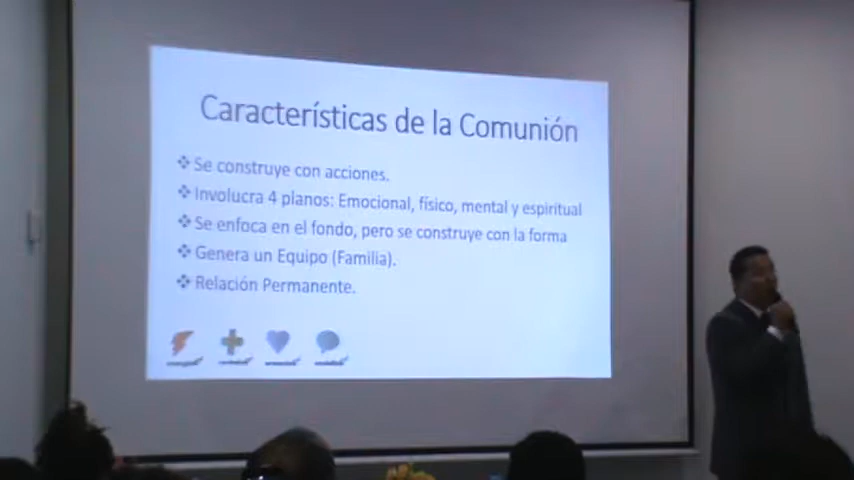 Características de la Comunión
Se construye con acciones.
Involucra 4 planos: Emocional, físico, mental y espiritual
Se enfoca en el fondo, pero se construye con la forma
Genera un Equipo (Familia).
Relación Permanente.